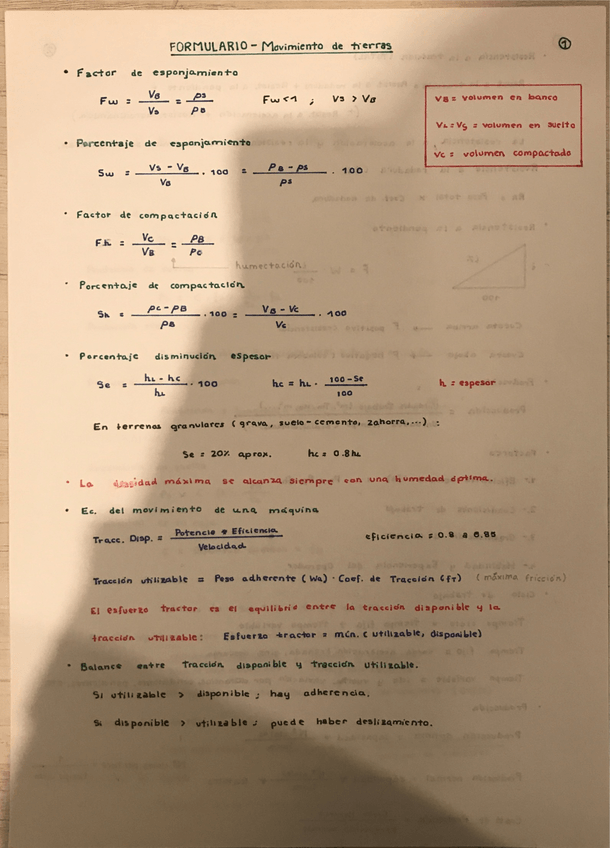 FORMULARIO - Movimiento de tierras
1
• Factor de esponjamiento
Fw = VB / VS = ρS / ρB    Fw < 1 ; VS > VB
VB = volumen en banco
VL = VS = volumen en suelto
VC = volumen compactado
• Porcentaje de esponjamiento
Sw = VS - VB / VB . 100 = ρB - ρS / ρS . 100
• Factor de compactación
Fh = VC / VB = ρB / ρC
humectación
• Porcentaje de compactación
Sh = ρC - ρB / ρB . 100 = VB - VC / VC . 100
• Porcentaje disminución espesor
Se = hL - hC / hL . 100    hC = hL . 100 - Se / 100    h = espesor
En terrenos granulares (grava, suelo-cemento, zahorra,...) :
Se = 20% aprox.    hC = 0.8hL
• La densidad máxima se alcanza siempre con una humedad óptima.
• Ec. del movimiento de una máquina
Tracc. Disp. = Potencia * Eficiencia / Velocidad    eficiencia = 0.8 a 0.85
Tracción utilizable = Peso adherente (Wa) . Coef. de Tracción (fT) (máxima fricción)
El esfuerzo tractor es el equilibrio entre la tracción disponible y la
tracción utilizable: Esfuerzo tractor = mín. (utilizable, disponible)
• Balance entre Tracción disponible y tracción utilizable.
Si utilizable > disponible ; hay adherencia.
Si disponible > utilizable ; puede haber deslizamiento.